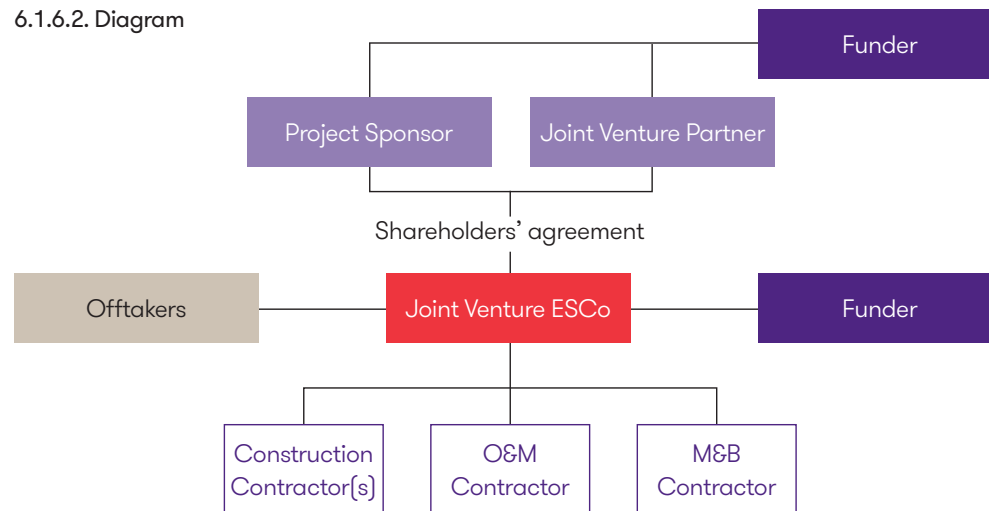 6.1.6.2. Diagram
Funder
Project Sponsor
Joint Venture Partner
Shareholders’ agreement
Offtakers
Joint Venture ESCo
Funder
Construction
Contractor(s)
O&M
Contractor
M&B
Contractor